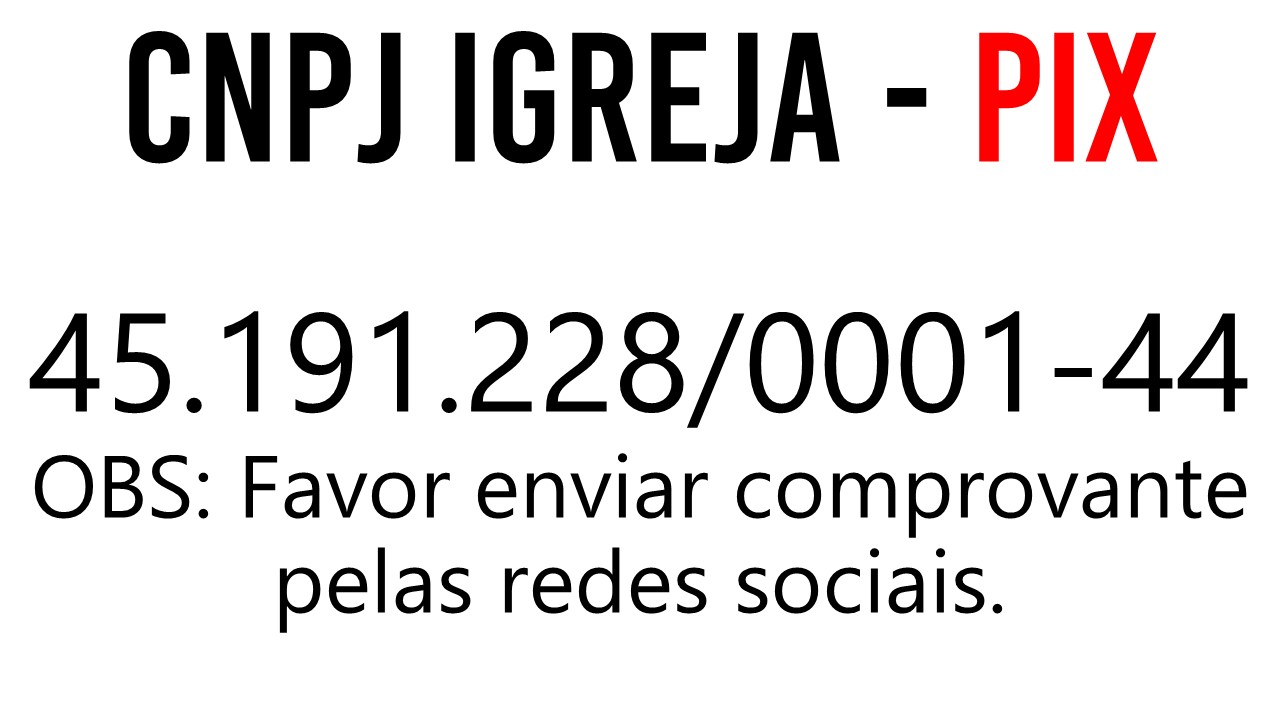 CNPJ IGREJA - PIX
45.191.228/0001-44
OBS: Favor enviar comprovante
pelas redes sociais.